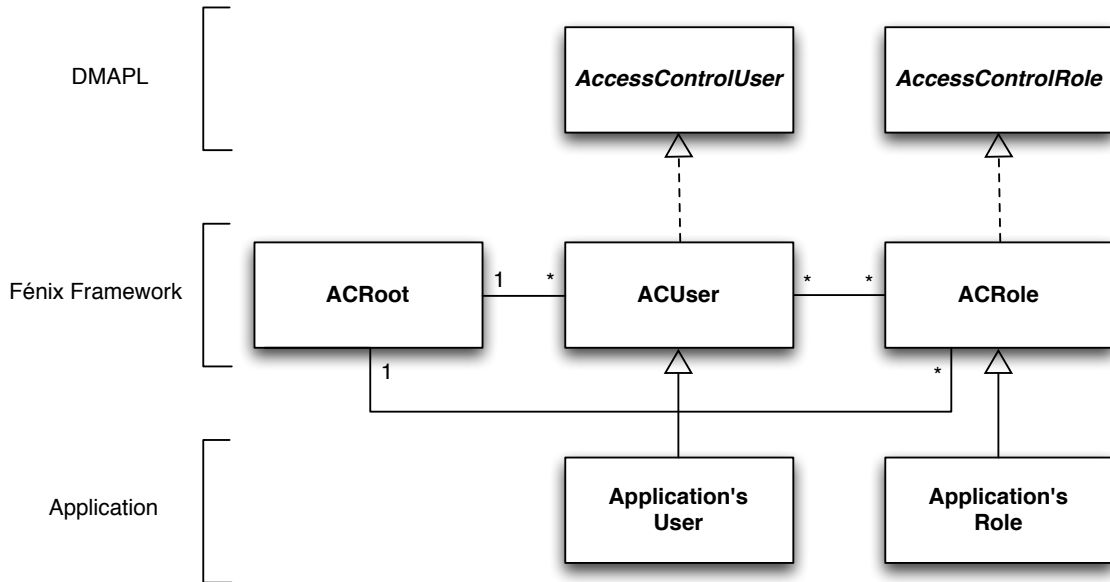 DMAPL
AccessControlUser
AccessControlRole
Fénix Framework
ACRoot
1
*
ACUser
*
*
ACRole
1
*
Application
Application's
User
Application's
Role